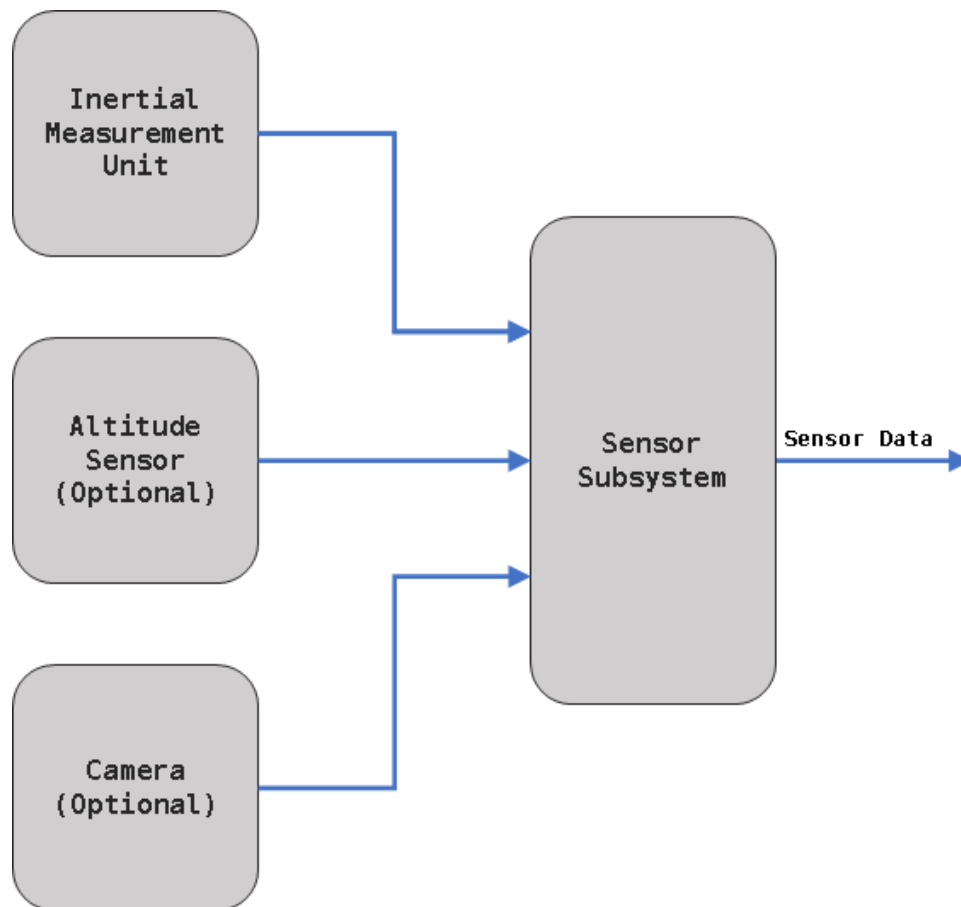 Inertial
Measurement
Unit
Altitude
Sensor
(Optional)
Camera
(Optional)
Sensor
Subsystem
Sensor Data